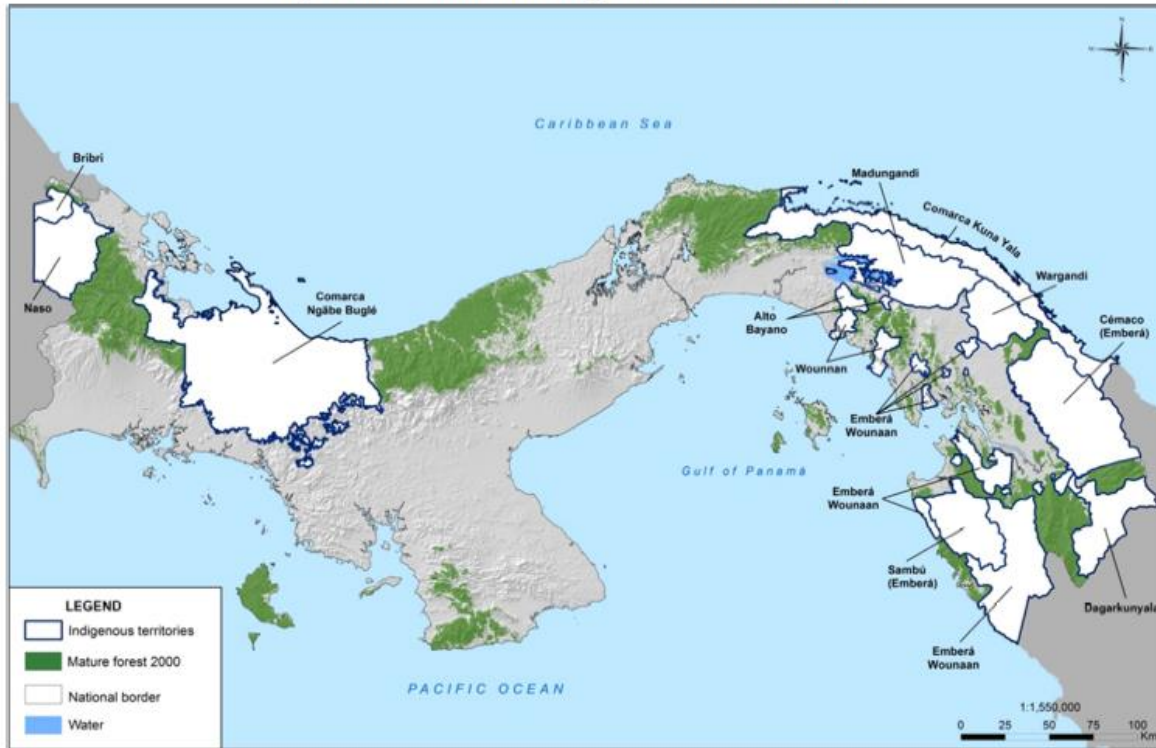 N
Caribbean Sea
Bribri
Madungandi
Comarca Kuna Yala
Wargandi
Naso
Comarca
Ngäbe Buglé
Alto
Bayano
Cémaco
(Emberá)
Wounnan
Emberá
Wounaan
Gulf of Panamá
Emberá
Wounaan
Sambú
(Emberá)
Dagarkunyala
Emberá
Wounaan
PACIFIC OCEAN
LEGEND
Indigenous territories
Mature forest 2000
National border
Water
1:1,550,000
0 25 50 75 100
Km